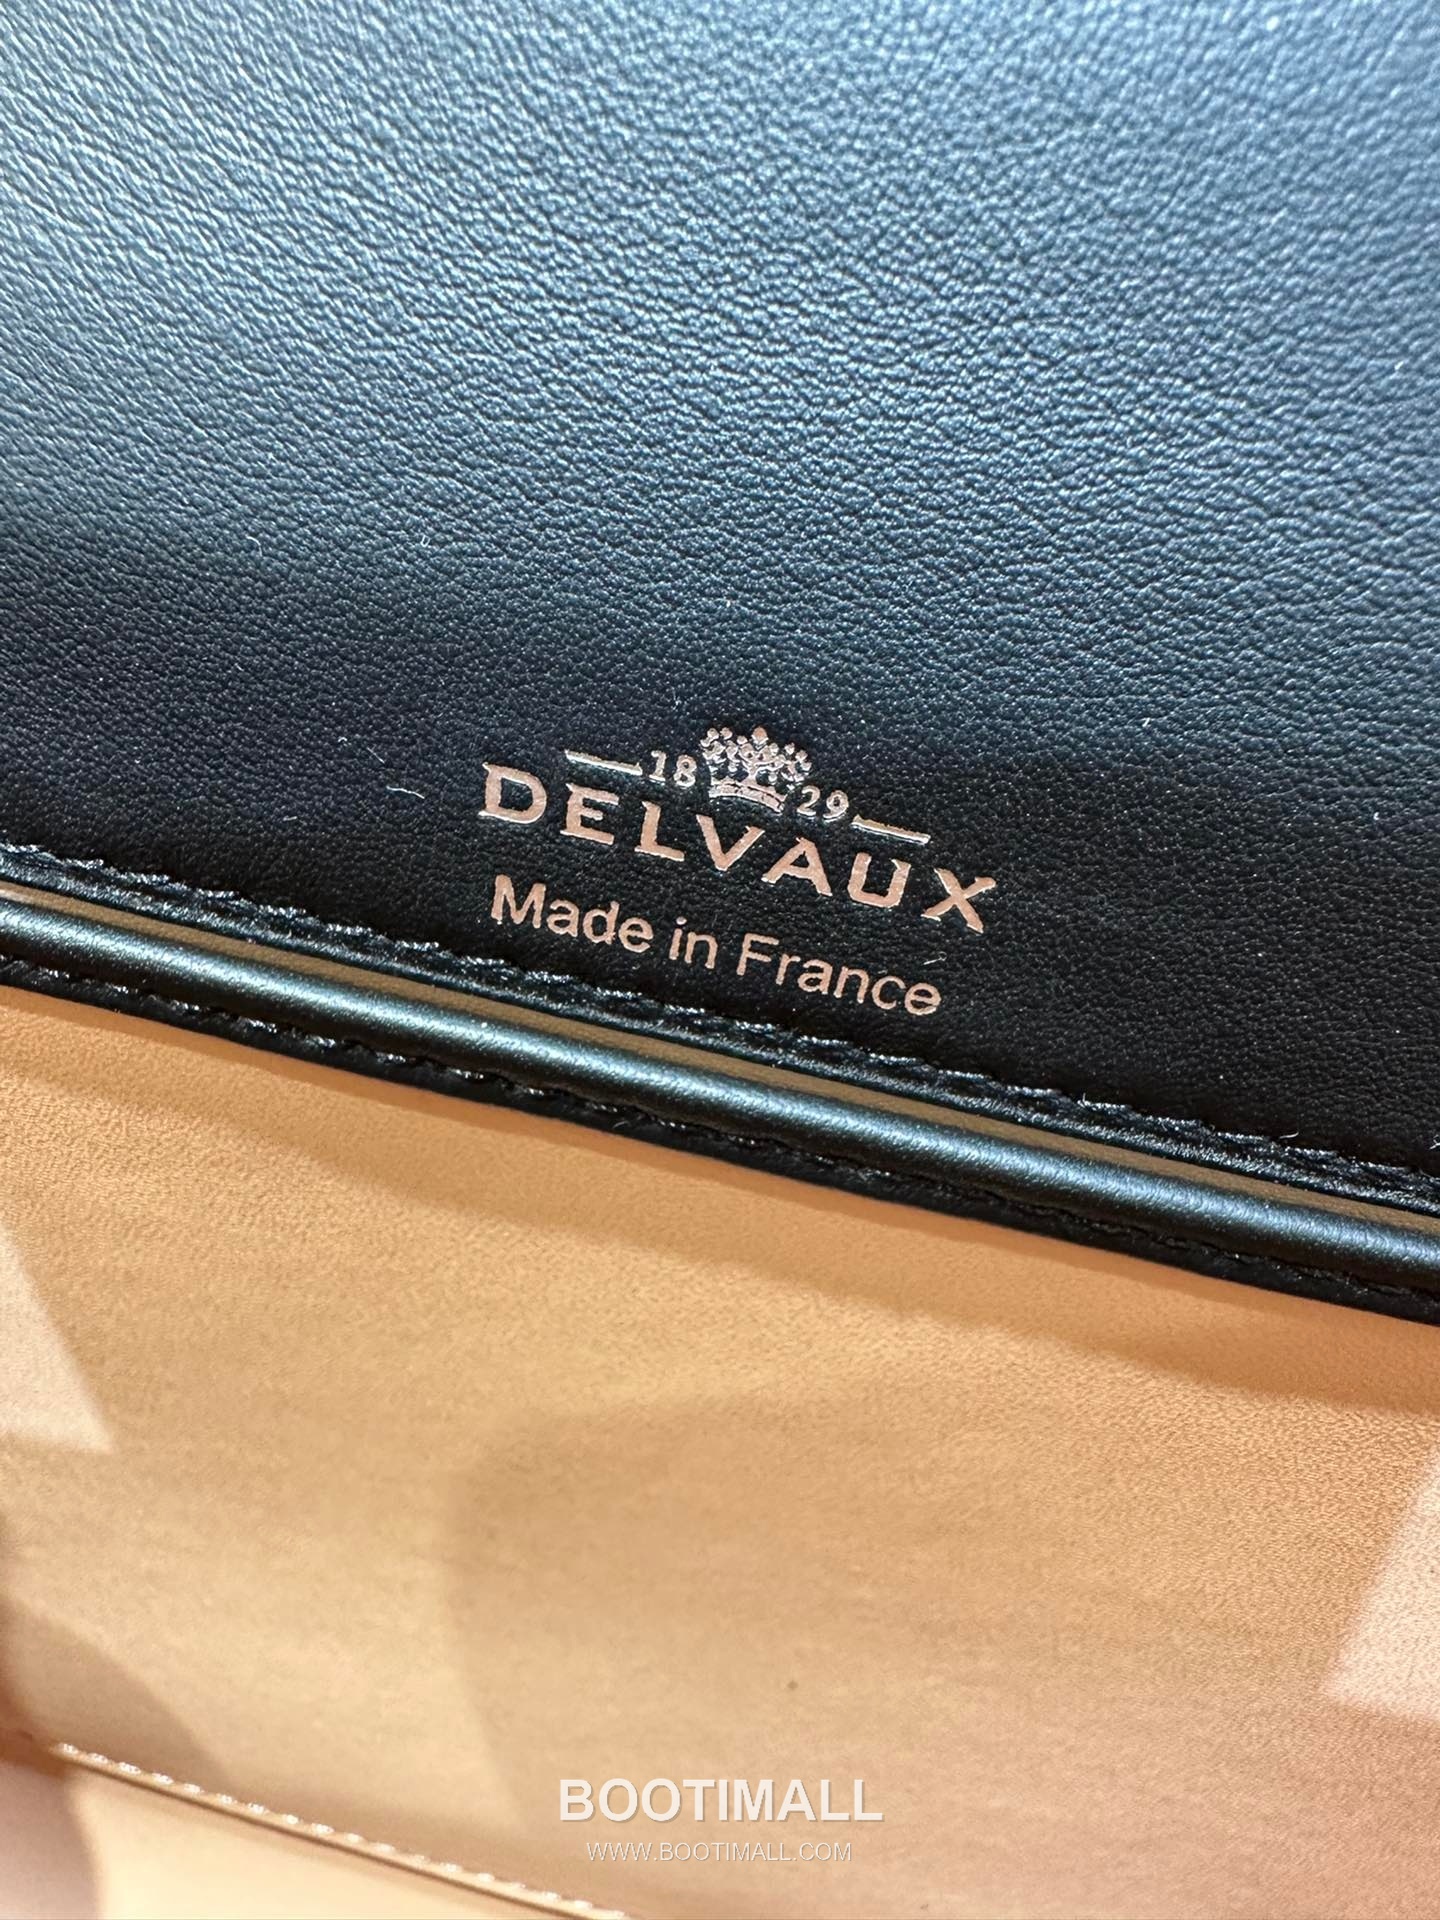 18 29
DELVAUX
Made in France
BOOTIMALL
WWW.BOOTIMALL.COM